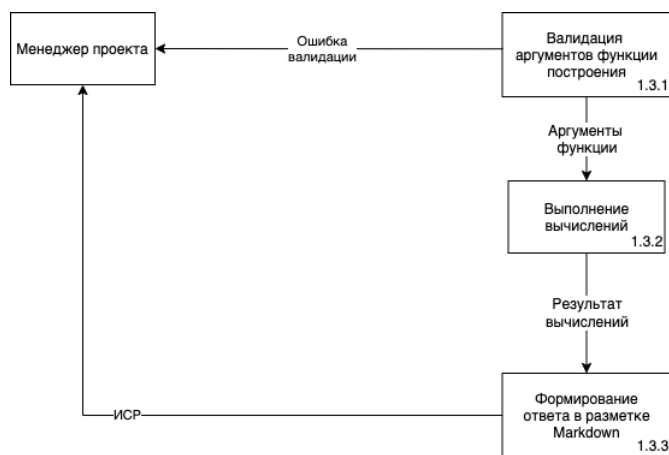 Менеджер проекта
Ошибка
валидации
Валидация
аргументов функции
построения
1.3.1
Аргументы
функции
Выполнение
вычислений
1.3.2
Результат
вычислений
Формирование
ответа в разметке
Markdown
1.3.3
ИСР